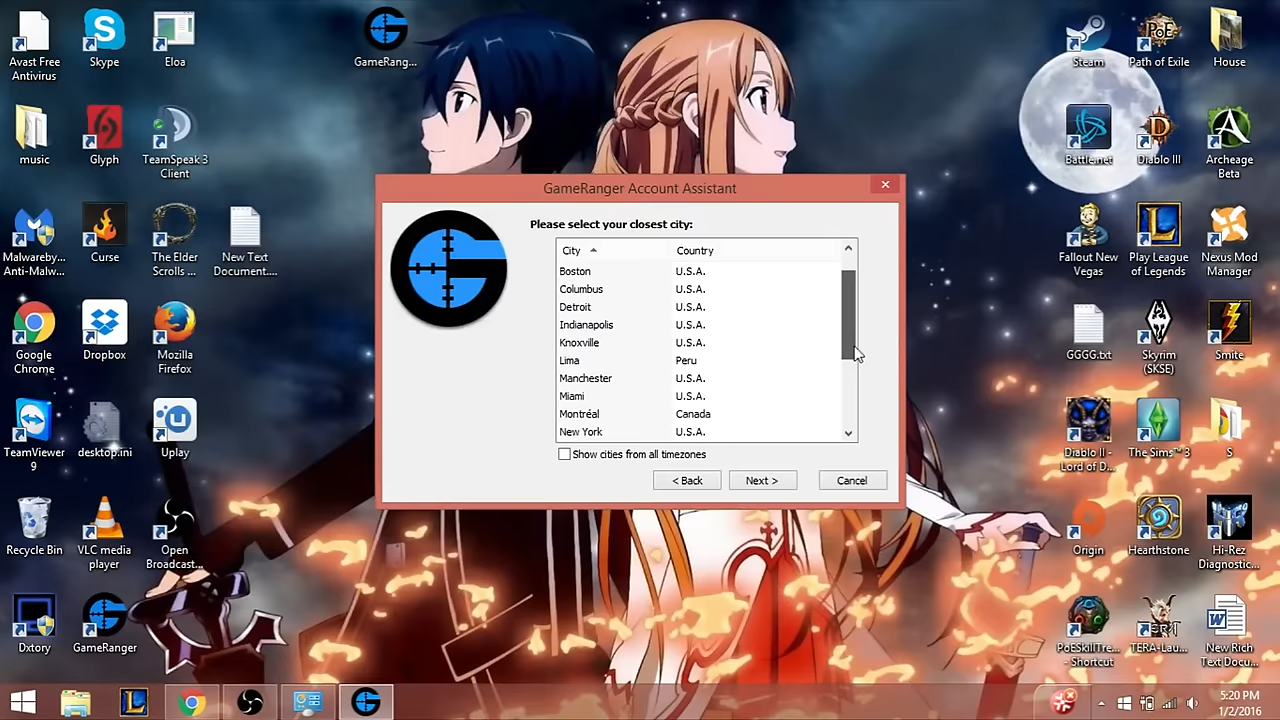 Avast Free
Antivirus
Skype
Eloa
GameRang...
Steam
Path of Exile
House
music
Glyph
TeamSpeak 3
Client
Battle.net
Diablo III
Archeage
Beta
Malwareby...
Anti-Malw...
Curse
The Elder
Scrolls ...
New Text
Document....
Fallout New
Vegas
Play League
of Legends
Nexus Mod
Manager
Google
Chrome
Dropbox
Mozilla
Firefox
GGGG.txt
Skyrim
(SKSE)
Smite
TeamViewer
9
desktop.ini
Uplay
Diablo II -
Lord of D...
The Sims™ 3
S
Recycle Bin
VLC media
player
Open
Broadcast...
Origin
Hearthstone
Hi-Rez
Diagnostic...
Dxtory
GameRanger
PoESkillTre...
- Shortcut
TERA-Lau...
New Rich
Text Docu...
GameRanger Account Assistant
Please select your closest city:
City Country
Boston U.S.A.
Columbus U.S.A.
Detroit U.S.A.
Indianapolis U.S.A.
Knoxville U.S.A.
Lima Peru
Manchester U.S.A.
Miami U.S.A.
Montréal Canada
New York U.S.A.
Show cities from all timezones
< Back Next > Cancel
5:20 PM
1/2/2016